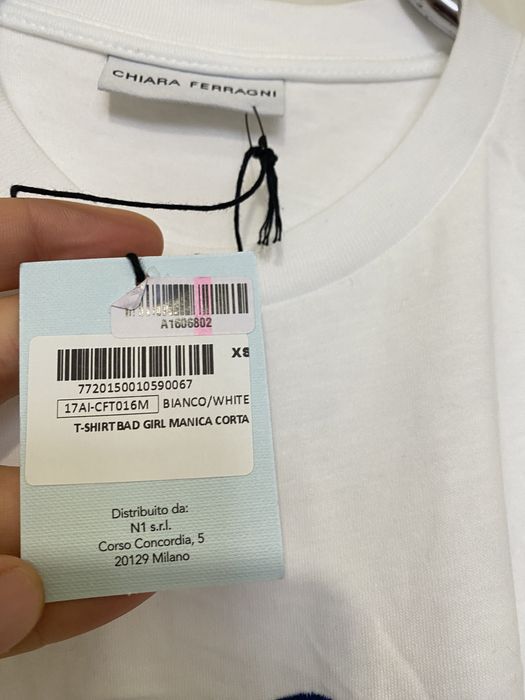 CHIARA FERRAGNI
A1606802
XS
7720150010590067
17AI-CFT016M BIANCO/WHITE
T-SHIRT BAD GIRL MANICA CORTA
Distribuito da:
N1 s.r.l.
Corso Concordia, 5
20129 Milano